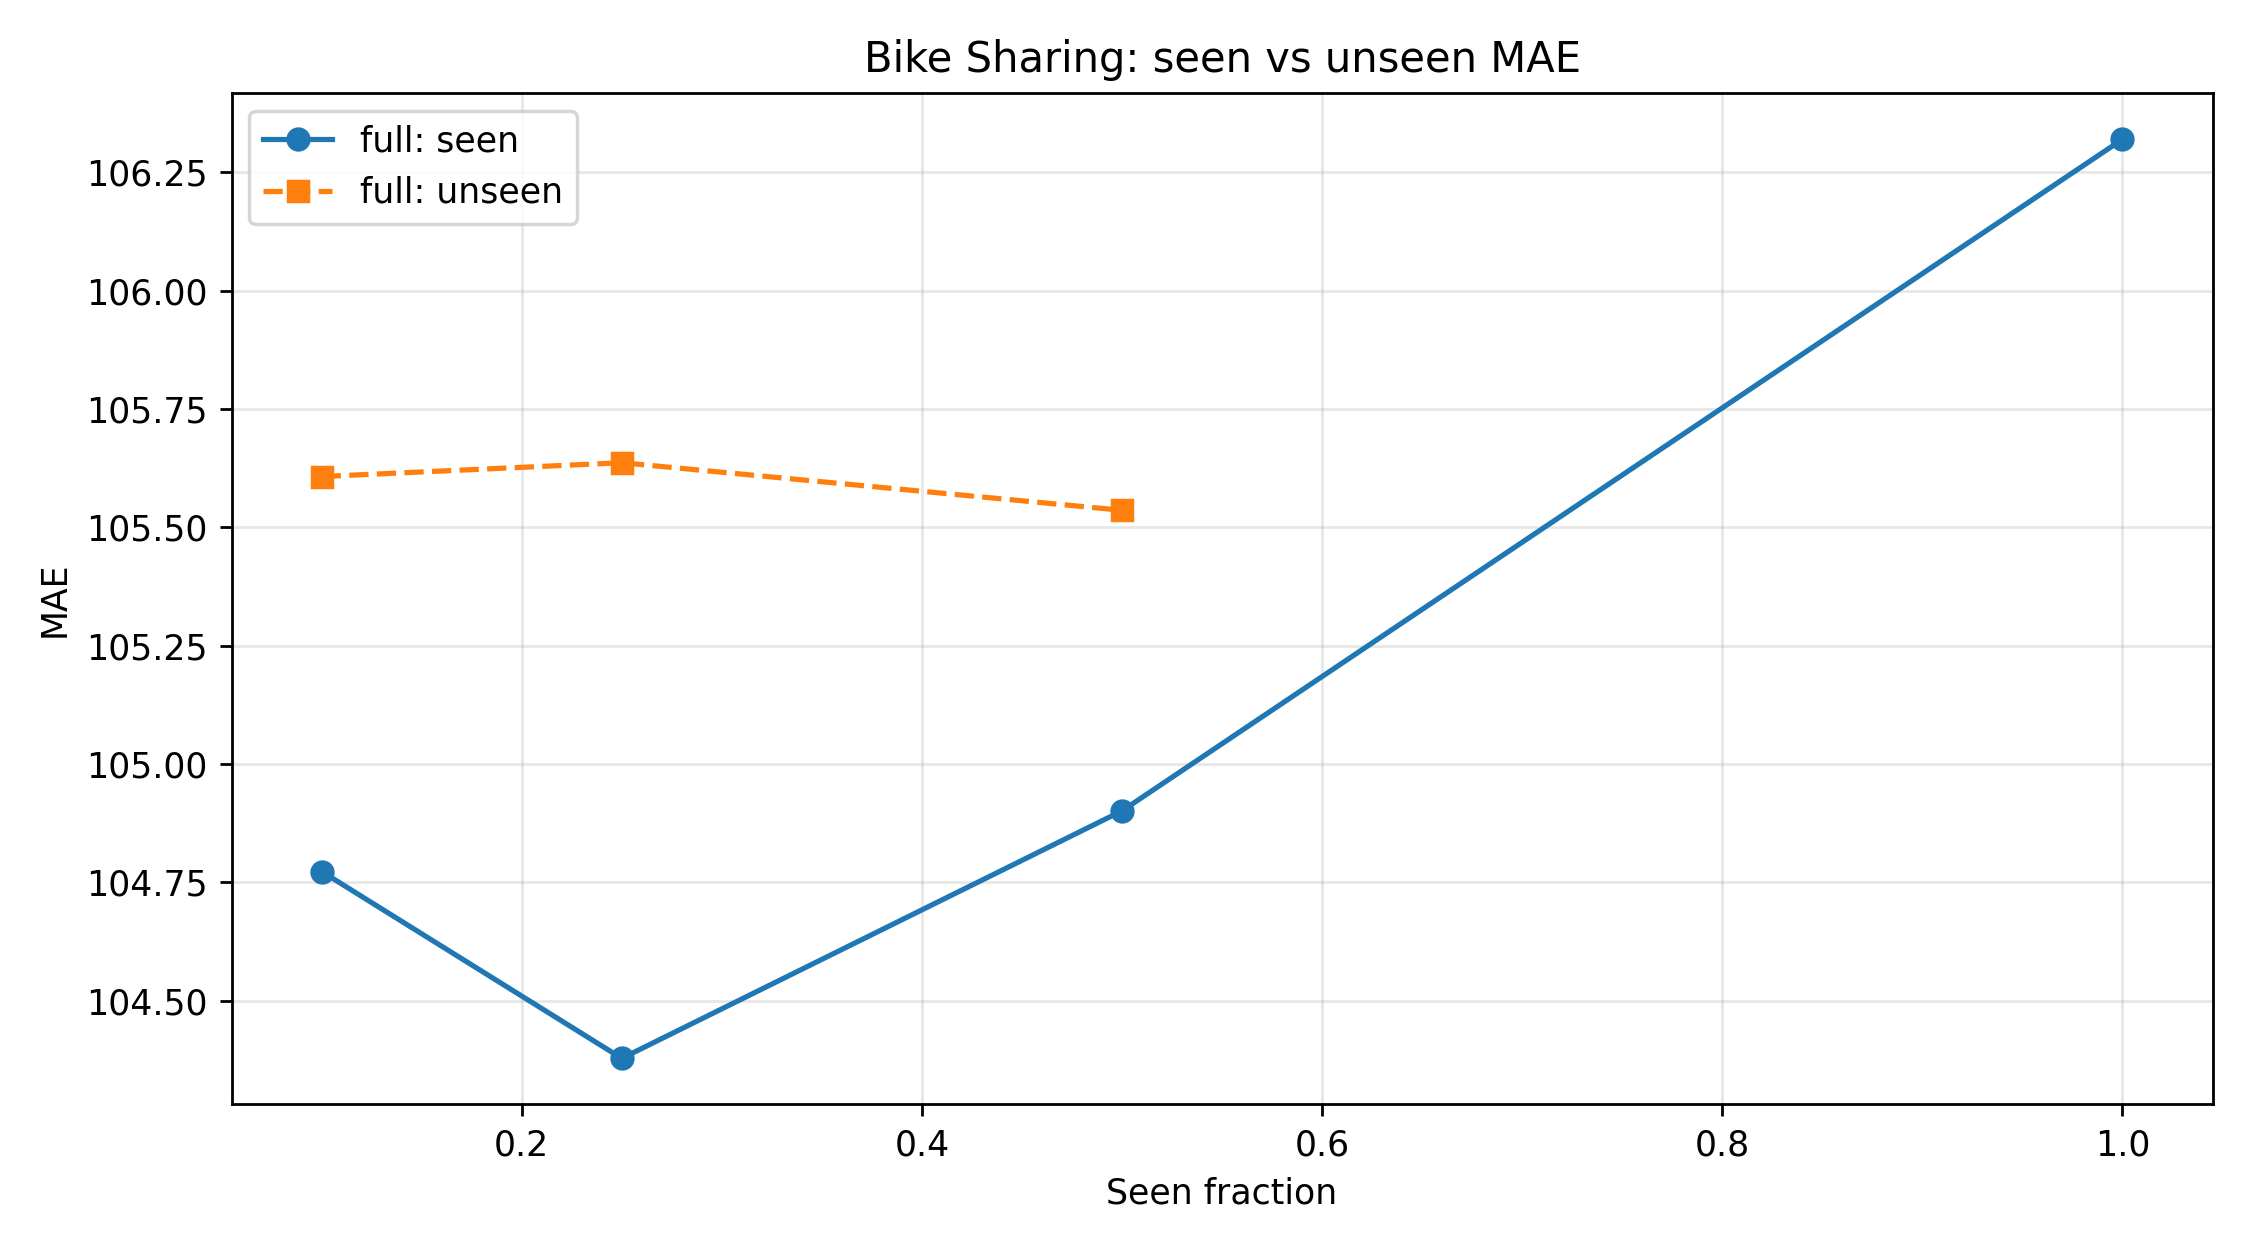 Bike Sharing: seen vs unseen MAE
full: seen
full: unseen
106.25
106.00
105.75
105.50
105.25
105.00
104.75
104.50
MAE
0.2 0.4 0.6 0.8 1.0
Seen fraction